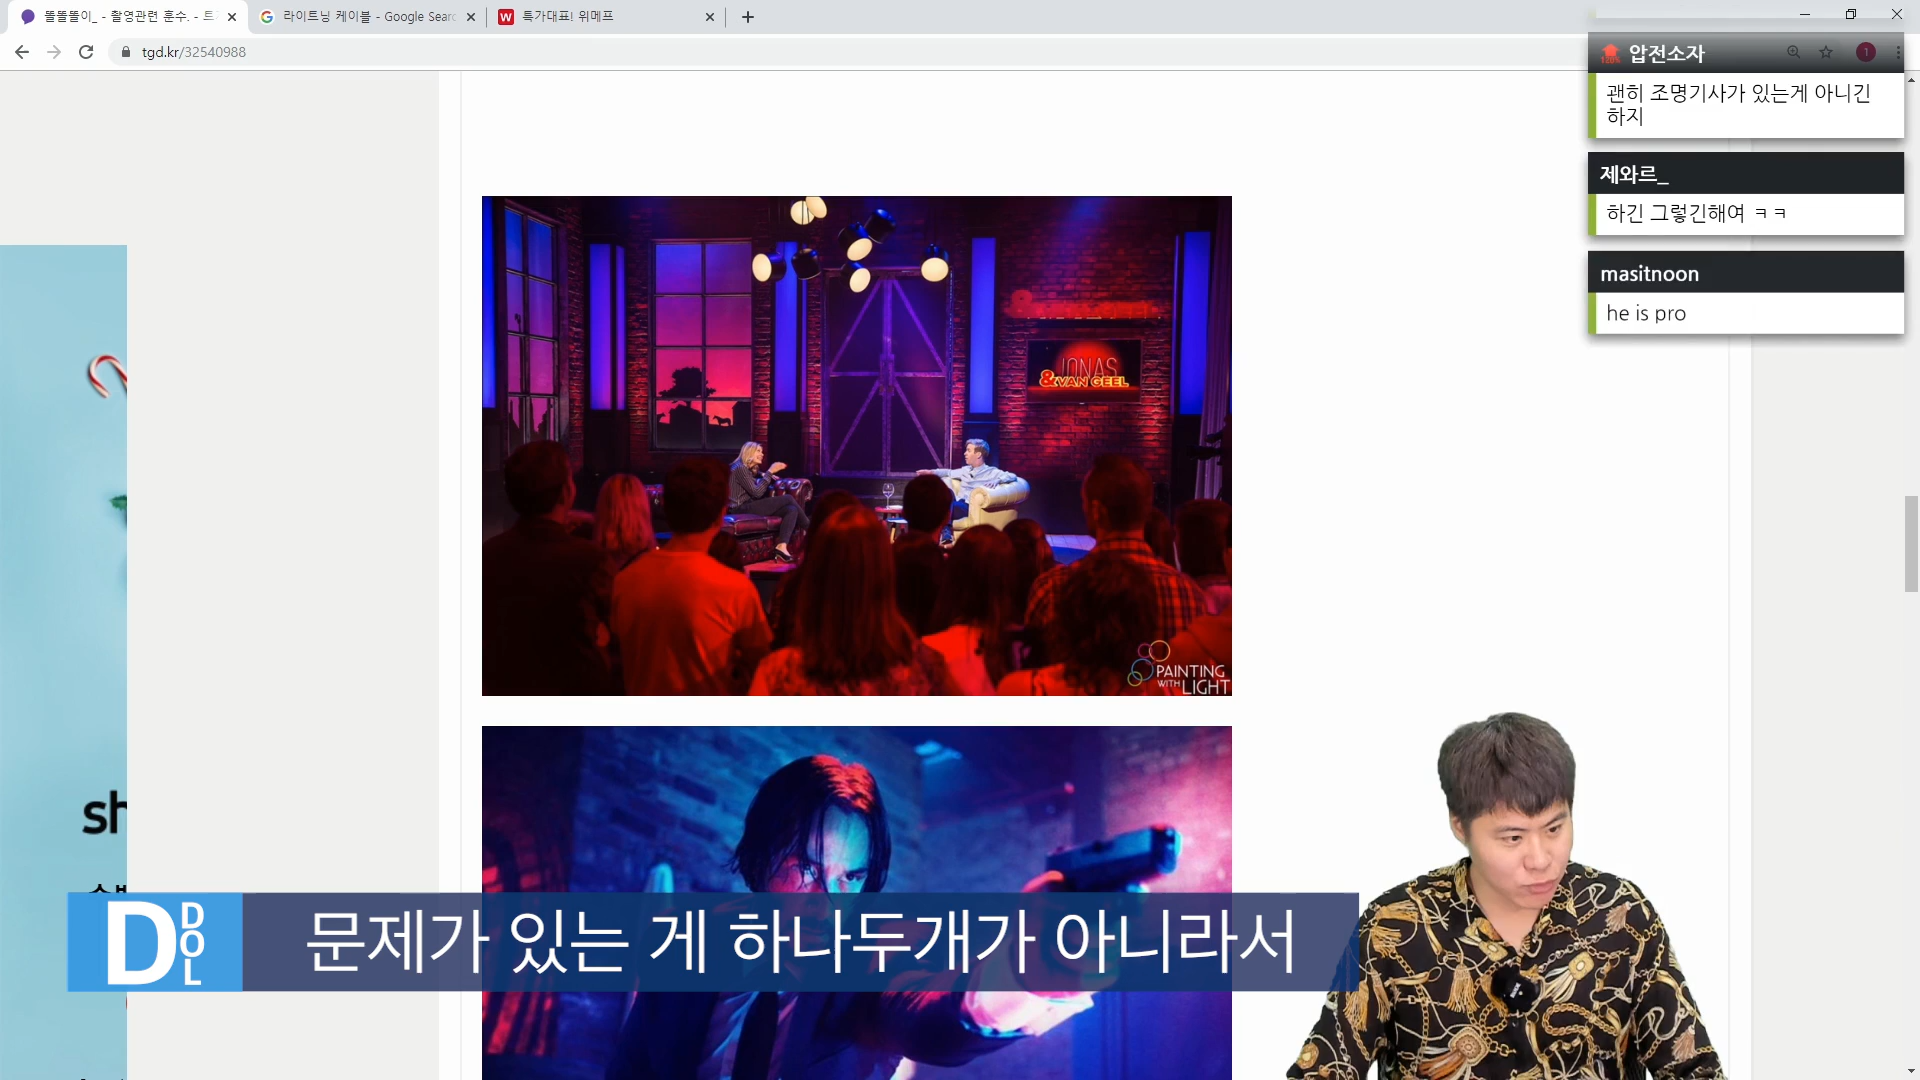 똘똘똘이_ - 촬영관련 훈수. - 트
라이트닝 케이블 - Google Searc
W 특가대표! 위메프
tgd.kr/32540988
1
120%
압전소자
괜히 조명기사가 있는게 아니긴
하지
제와르_
하긴 그렇긴해여 ㅋㅋ
masitnoon
he is pro
JONAS
&VAN GEEL
PAINTING
WITH LIGHT
sh
DDOL
문제가 있는 게 하나두개가 아니라서